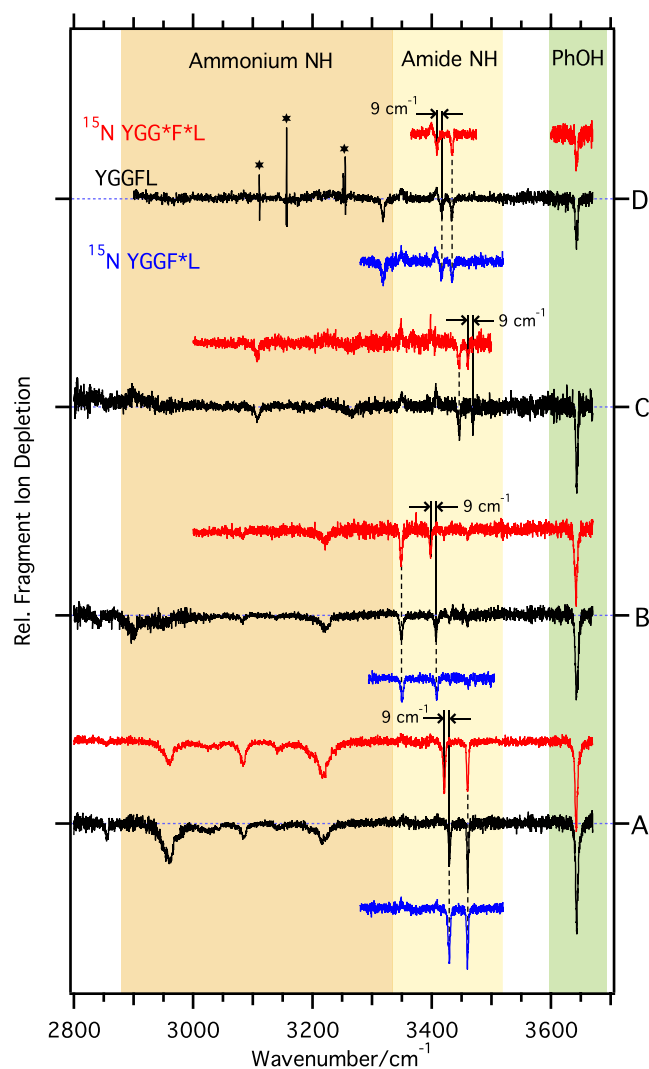 Ammonium NH Amide NH PhOH
9 cm-1
15N YGG*F*L
YGGFL
D
15N YGGF*L
9 cm-1
C
9 cm-1
B
9 cm-1
A
Rel. Fragment Ion Depletion
2800 3000 3200 3400 3600
Wavenumber/cm-1